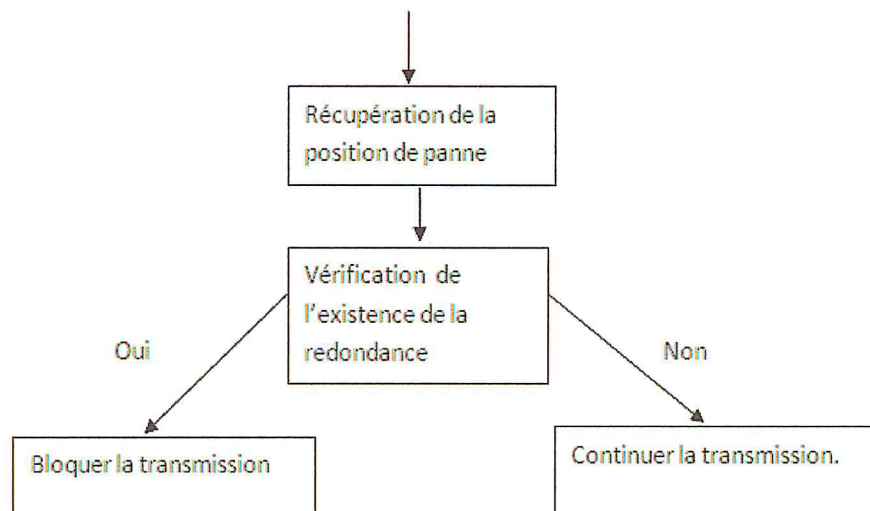 Récupération de la
position de panne
Vérification de
l'existence de la
redondance
Oui
Non
Bloquer la transmission
Continuer la transmission.